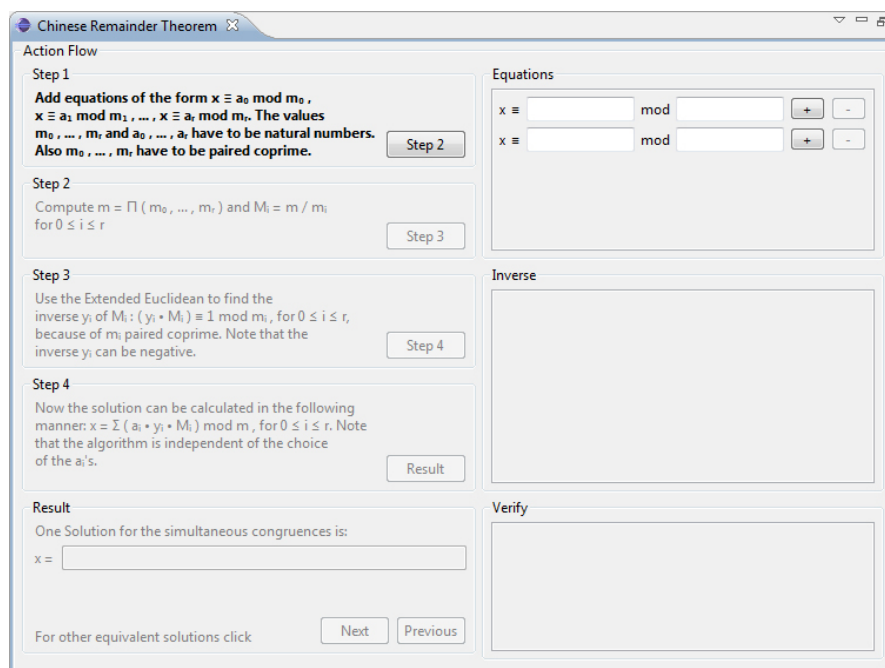 Chinese Remainder Theorem
Action Flow
Step 1
Add equations of the form x ≡ a₀ mod m₀ ,
x ≡ a₁ mod m₁ , ... , x ≡ aᵣ mod mᵣ. The values
m₀ , ... , mᵣ and a₀ , ... , aᵣ have to be natural numbers.
Also m₀ , ... , mᵣ have to be paired coprime.
Step 2
Step 2
Compute m = Π ( m₀ , ... , mᵣ ) and Mᵢ = m / mᵢ
for 0 ≤ i ≤ r
Step 3
Step 3
Use the Extended Euclidean to find the
inverse yᵢ of Mᵢ : ( yᵢ • Mᵢ ) ≡ 1 mod mᵢ , for 0 ≤ i ≤ r,
because of mᵢ paired coprime. Note that the
inverse yᵢ can be negative.
Step 4
Step 4
Now the solution can be calculated in the following
manner: x = Σ ( aᵢ • yᵢ • Mᵢ ) mod m , for 0 ≤ i ≤ r. Note
that the algorithm is independent of the choice
of the aᵢ's.
Result
Result
One Solution for the simultaneous congruences is:
x =
For other equivalent solutions click
Next
Previous
Equations
x ≡ mod + -
x ≡ mod + -
Inverse
Verify